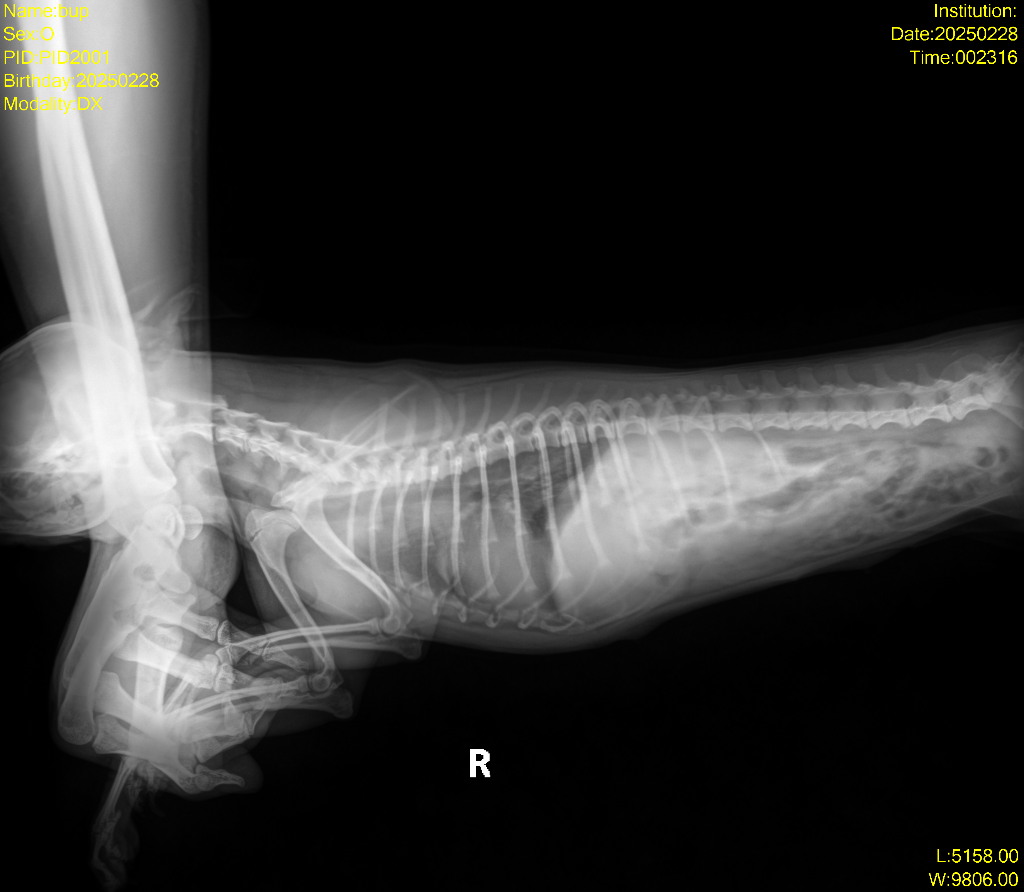 Name:bup
Sex:O
PID:PID2001
Birthday:20250228
Modality:DX
Institution:
Date:20250228
Time:002316
R
L:5158.00
W:9806.00